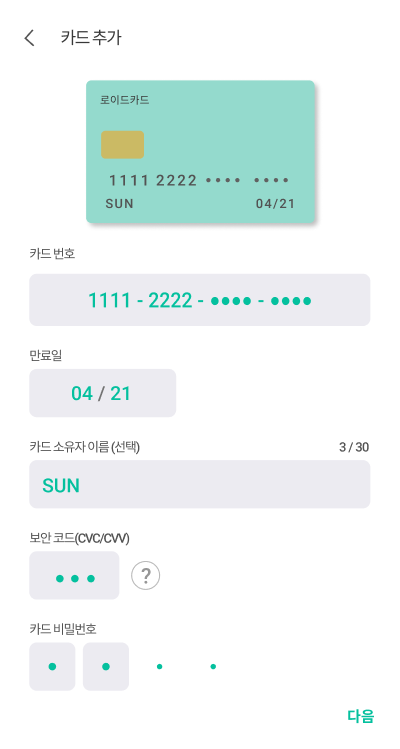 카드 추가
로이드카드
1111 2222 •••• ••••
SUN 04/21
카드 번호
1111 - 2222 - •••• - ••••
만료일
04 / 21
카드 소유자 이름 (선택) 3 / 30
SUN
보안 코드(CVC/CVV)
••• ?
카드 비밀번호
• • • •
다음